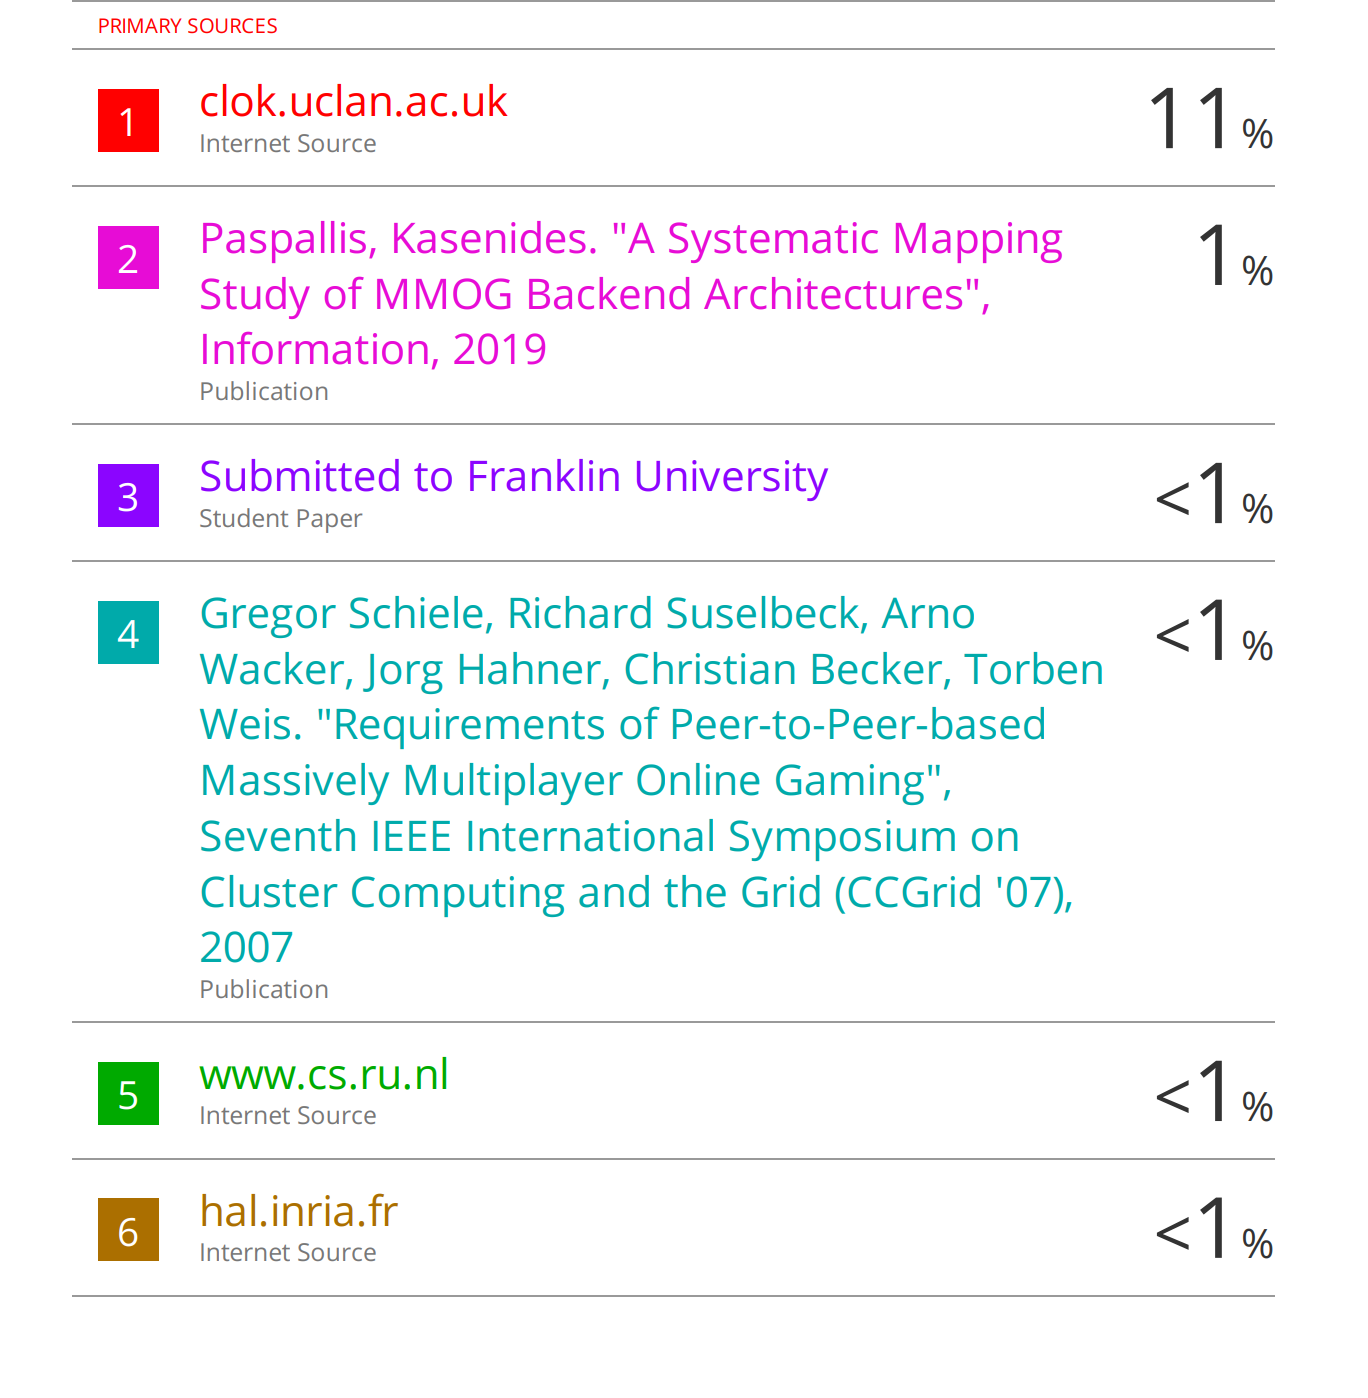 PRIMARY SOURCES
1
clok.uclan.ac.uk
Internet Source
11%
2
Paspallis, Kasenides. "A Systematic Mapping
Study of MMOG Backend Architectures",
Information, 2019
Publication
1%
3
Submitted to Franklin University
Student Paper
<1%
4
Gregor Schiele, Richard Suselbeck, Arno
Wacker, Jorg Hahner, Christian Becker, Torben
Weis. "Requirements of Peer-to-Peer-based
Massively Multiplayer Online Gaming",
Seventh IEEE International Symposium on
Cluster Computing and the Grid (CCGrid '07),
2007
Publication
<1%
5
www.cs.ru.nl
Internet Source
<1%
6
hal.inria.fr
Internet Source
<1%